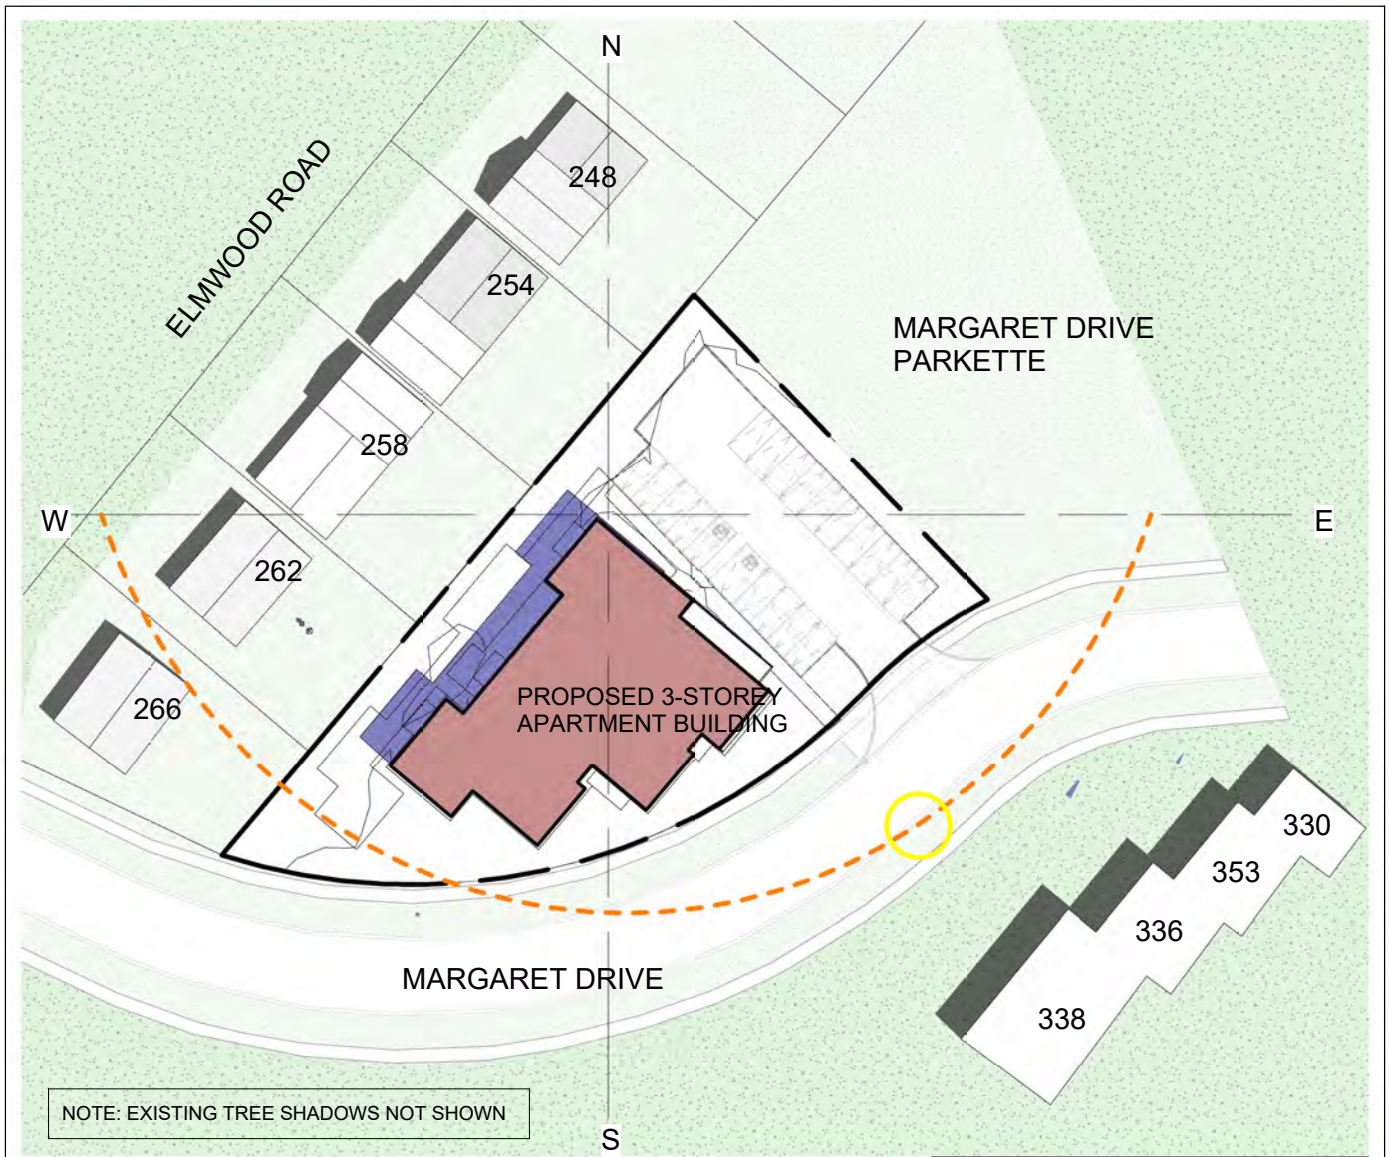 N
248
ELMWOOD ROAD
254
MARGARET DRIVE
PARKETTE
258
W
E
262
266
PROPOSED 3-STOREY
APARTMENT BUILDING
330
353
336
MARGARET DRIVE
338
NOTE: EXISTING TREE SHADOWS NOT SHOWN
S